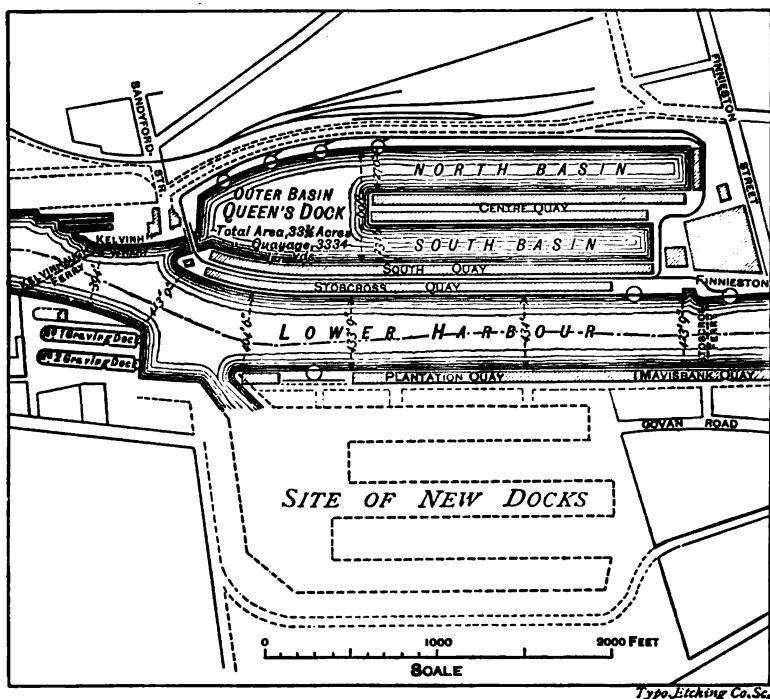 SANDYFORD
STR.
FINNIESTON
STREET
NORTH BASIN
OUTER BASIN
QUEEN'S DOCK
Total Area, 33¾ Acres
Quayage, 3334
CENTRE QUAY
SOUTH BASIN
SOUTH QUAY
STOBCROSS QUAY
FINNIESTON
FERRY
Nº 1 Graving Dock
Nº 2 Graving Dock
LOWER HARBOUR
PLANTATION QUAY
MAVISBANK QUAY
GOVAN ROAD
SITE OF NEW DOCKS
0 1000 2000 FEET
SCALE
Typo. Etching Co. Sc.